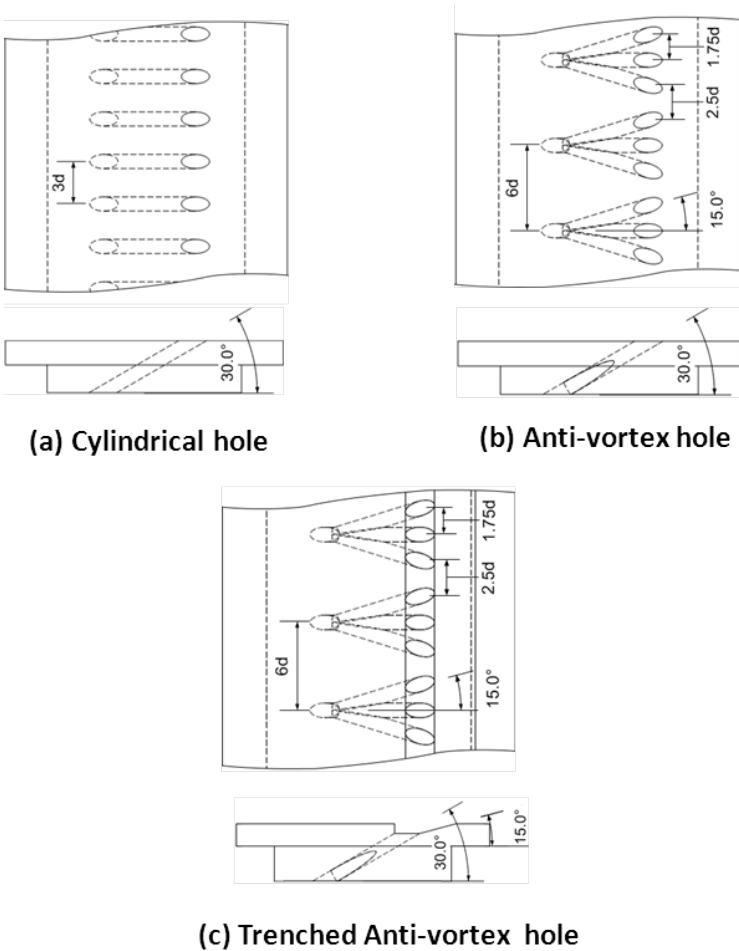 3d
30.0°
(a) Cylindrical hole
1.75d
2.5d
6d
15.0°
30.0°
(b) Anti-vortex hole
1.75d
2.5d
6d
15.0°
30.0°
15.0°
(c) Trenched Anti-vortex hole